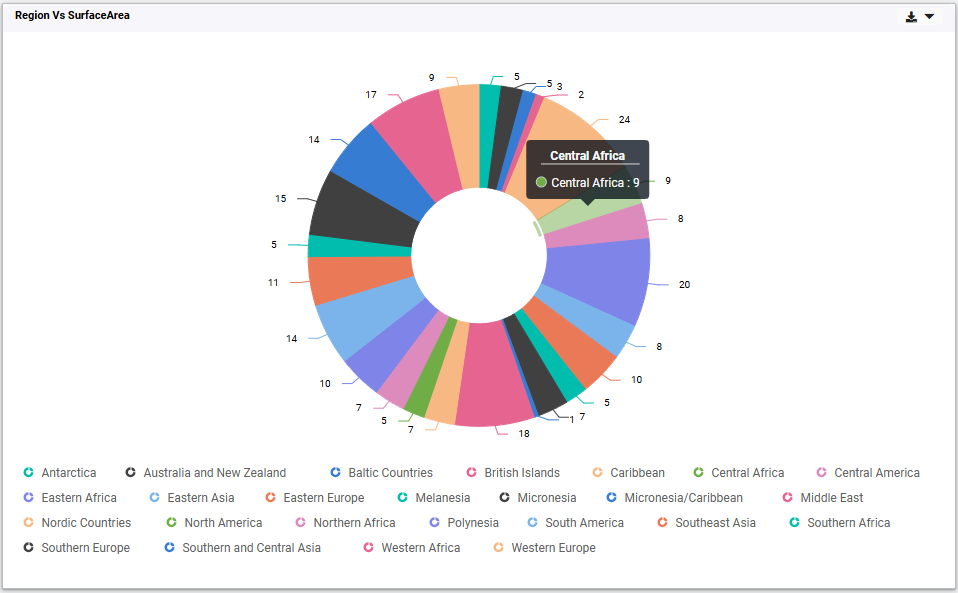 Region Vs SurfaceArea
9
5
5
3
2
17
24
14
Central Africa
Central Africa : 9
9
15
8
5
11
20
14
8
10
10
7
5
5
7
1
7
18
Antarctica
Australia and New Zealand
Baltic Countries
British Islands
Caribbean
Central Africa
Central America
Eastern Africa
Eastern Asia
Eastern Europe
Melanesia
Micronesia
Micronesia/Caribbean
Middle East
Nordic Countries
North America
Northern Africa
Polynesia
South America
Southeast Asia
Southern Africa
Southern Europe
Southern and Central Asia
Western Africa
Western Europe